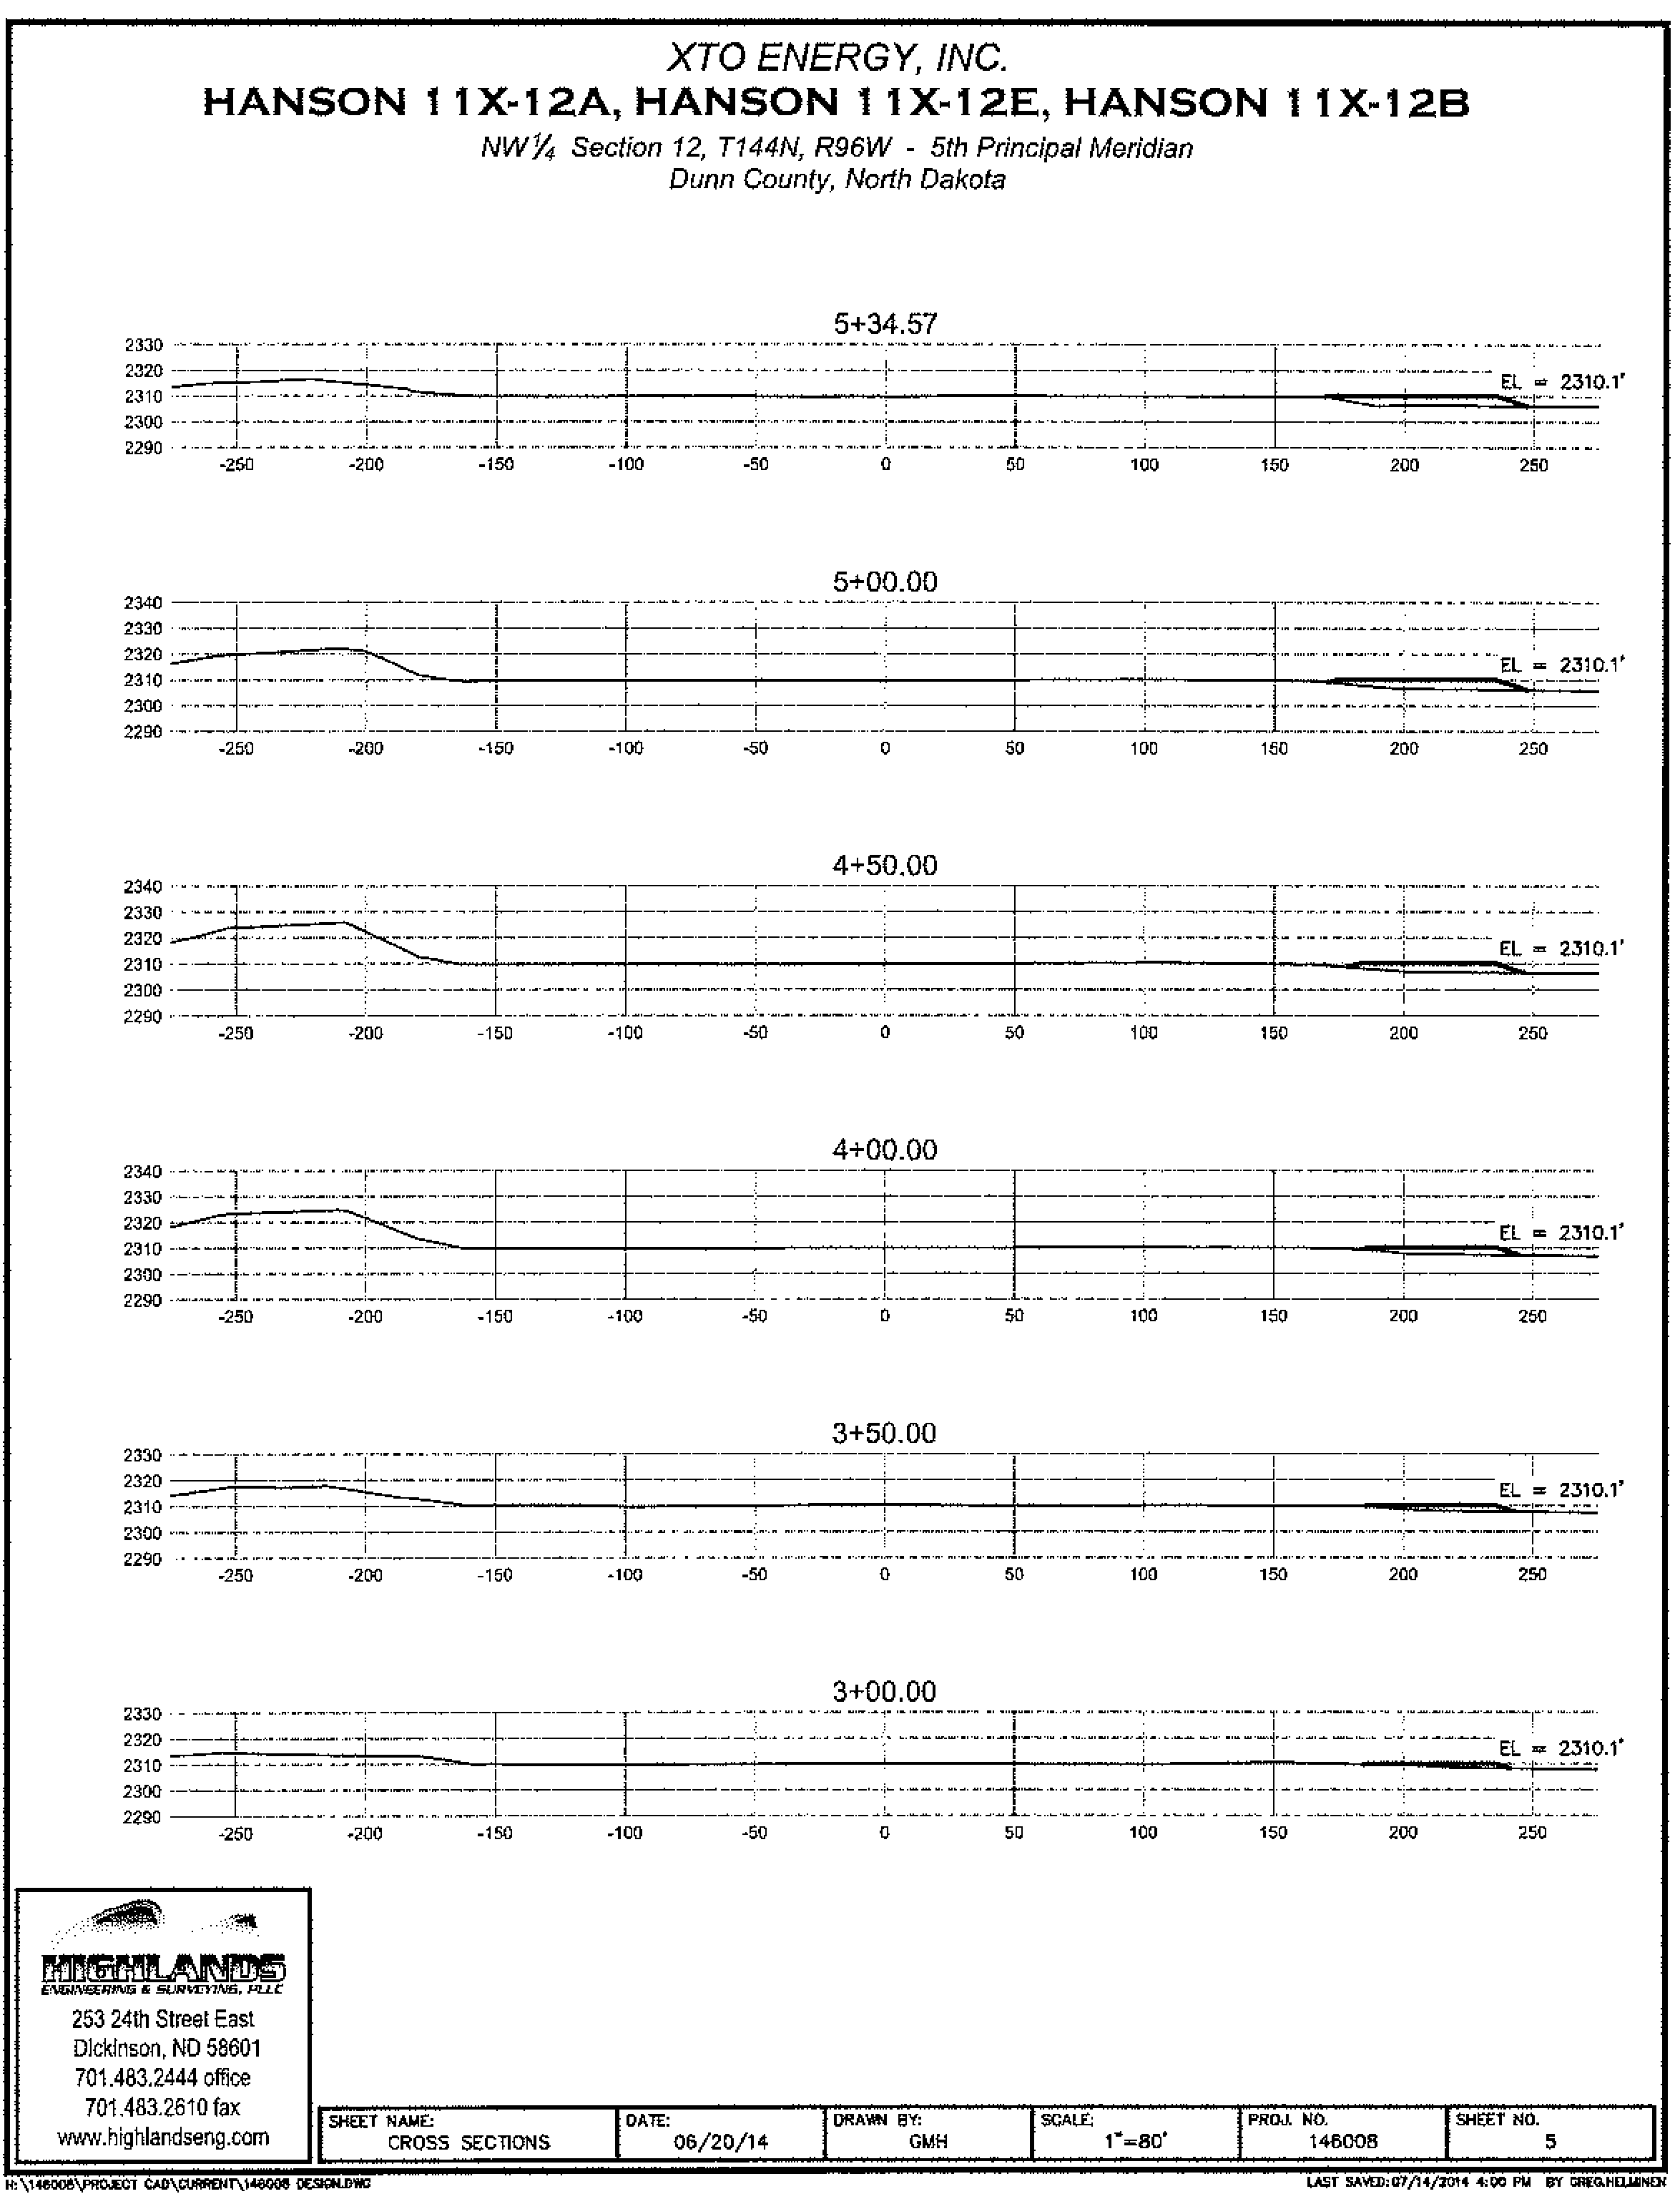 XTO ENERGY, INC.
HANSON 11X-12A, HANSON 11X-12E, HANSON 11X-12B
NW¼ Section 12, T144N, R96W - 5th Principal Meridian
Dunn County, North Dakota
5+34.57
2330
2320
2310
2300
2290
EL = 2310.1'
-250 -200 -150 -100 -50 0 50 100 150 200 250
5+00.00
2340
2330
2320
2310
2300
2290
EL = 2310.1'
-250 -200 -150 -100 -50 0 50 100 150 200 250
4+50.00
2340
2330
2320
2310
2300
2290
EL = 2310.1'
-250 -200 -150 -100 -50 0 50 100 150 200 250
4+00.00
2340
2330
2320
2310
2300
2290
EL = 2310.1'
-250 -200 -150 -100 -50 0 50 100 150 200 250
3+50.00
2330
2320
2310
2300
2290
EL = 2310.1'
-250 -200 -150 -100 -50 0 50 100 150 200 250
3+00.00
2330
2320
2310
2300
2290
EL = 2310.1'
-250 -200 -150 -100 -50 0 50 100 150 200 250
HIGHLANDS
ENGINEERING & SURVEYING, PLLC
253 24th Street East
Dickinson, ND 58601
701.483.2444 office
701.483.2610 fax
www.highlandseng.com
SHEET NAME:
CROSS SECTIONS
DATE:
06/20/14
DRAWN BY:
GMH
SCALE:
1"=80'
PROJ. NO.
146008
SHEET NO.
5
H:\146008\PROJECT CAD\CURRENT\146008 DESIGN.DWG
LAST SAVED: 07/14/2014 4:00 PM BY GREG.HELMINEN